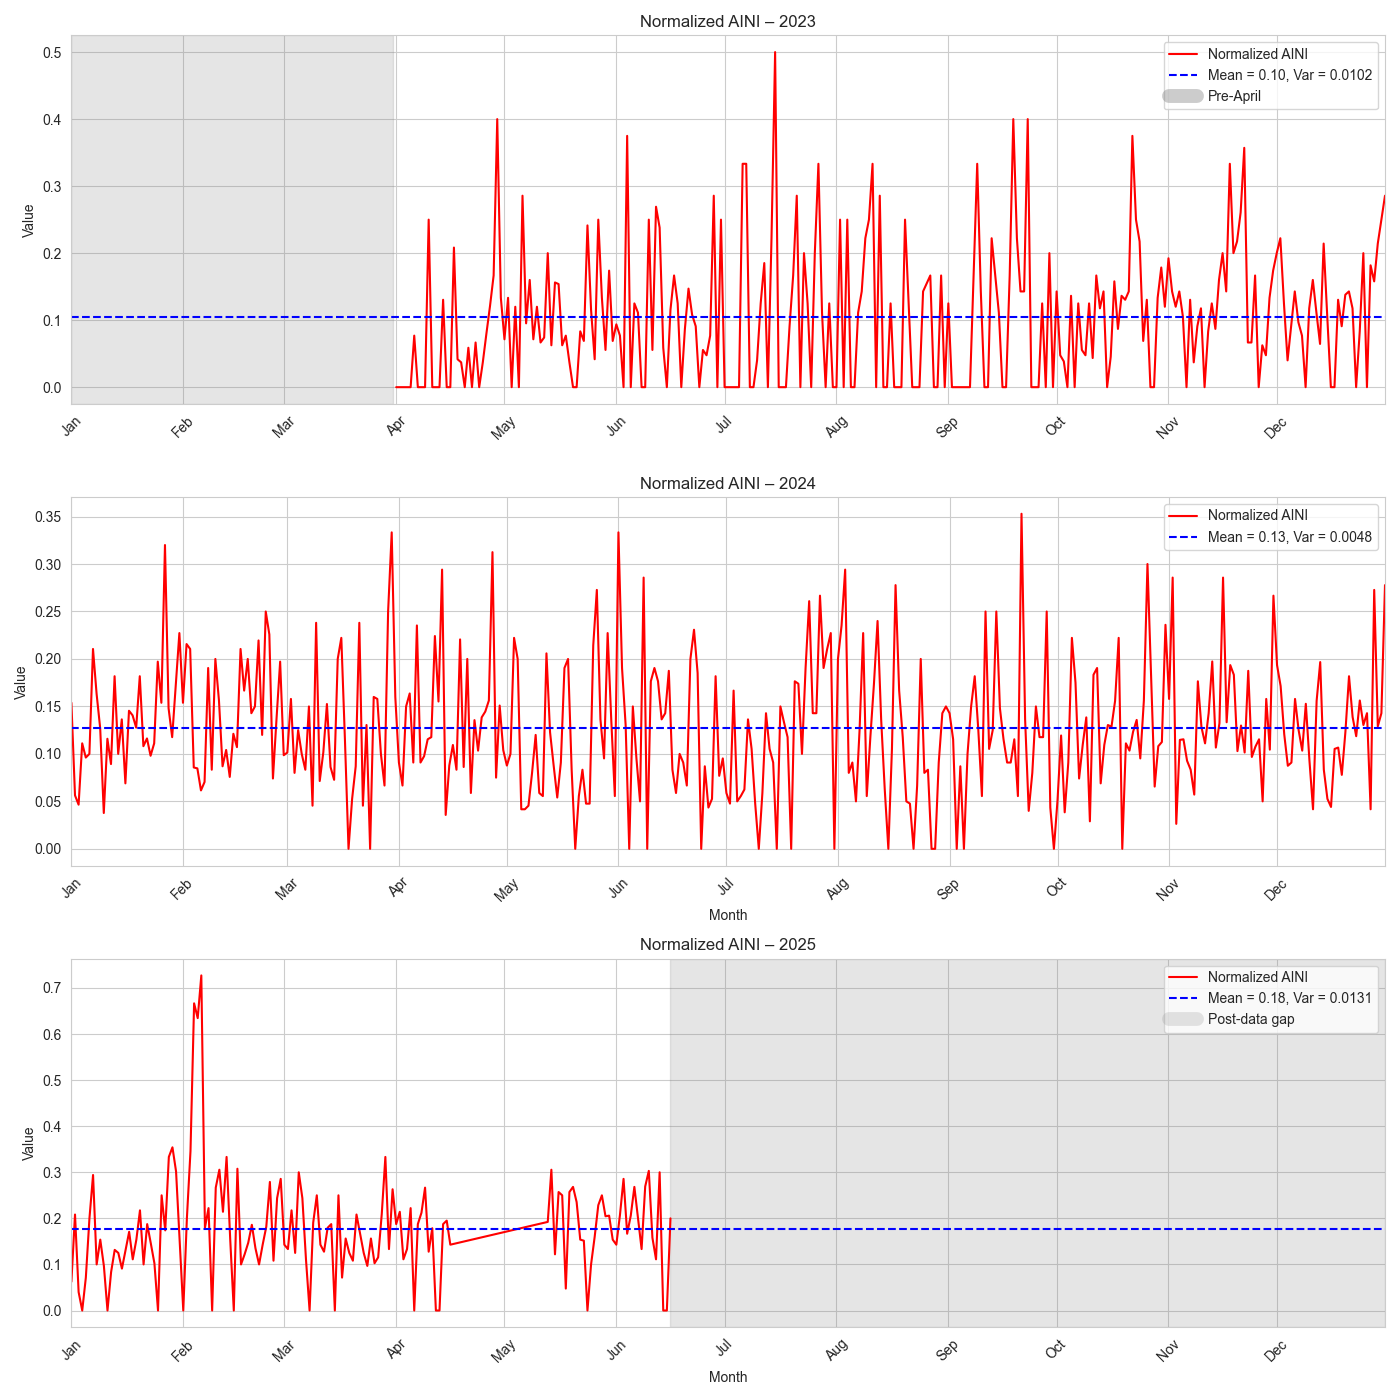 Normalized AINI – 2023
Normalized AINI
Mean = 0.10, Var = 0.0102
Pre-April
Value
0.5
0.4
0.3
0.2
0.1
0.0
Jan
Feb
Mar
Apr
May
Jun
Jul
Aug
Sep
Oct
Nov
Dec
Normalized AINI – 2024
Normalized AINI
Mean = 0.13, Var = 0.0048
Value
0.35
0.30
0.25
0.20
0.15
0.10
0.05
0.00
Jan
Feb
Mar
Apr
May
Jun
Jul
Aug
Sep
Oct
Nov
Dec
Month
Normalized AINI – 2025
Normalized AINI
Mean = 0.18, Var = 0.0131
Post-data gap
Value
0.7
0.6
0.5
0.4
0.3
0.2
0.1
0.0
Jan
Feb
Mar
Apr
May
Jun
Jul
Aug
Sep
Oct
Nov
Dec
Month